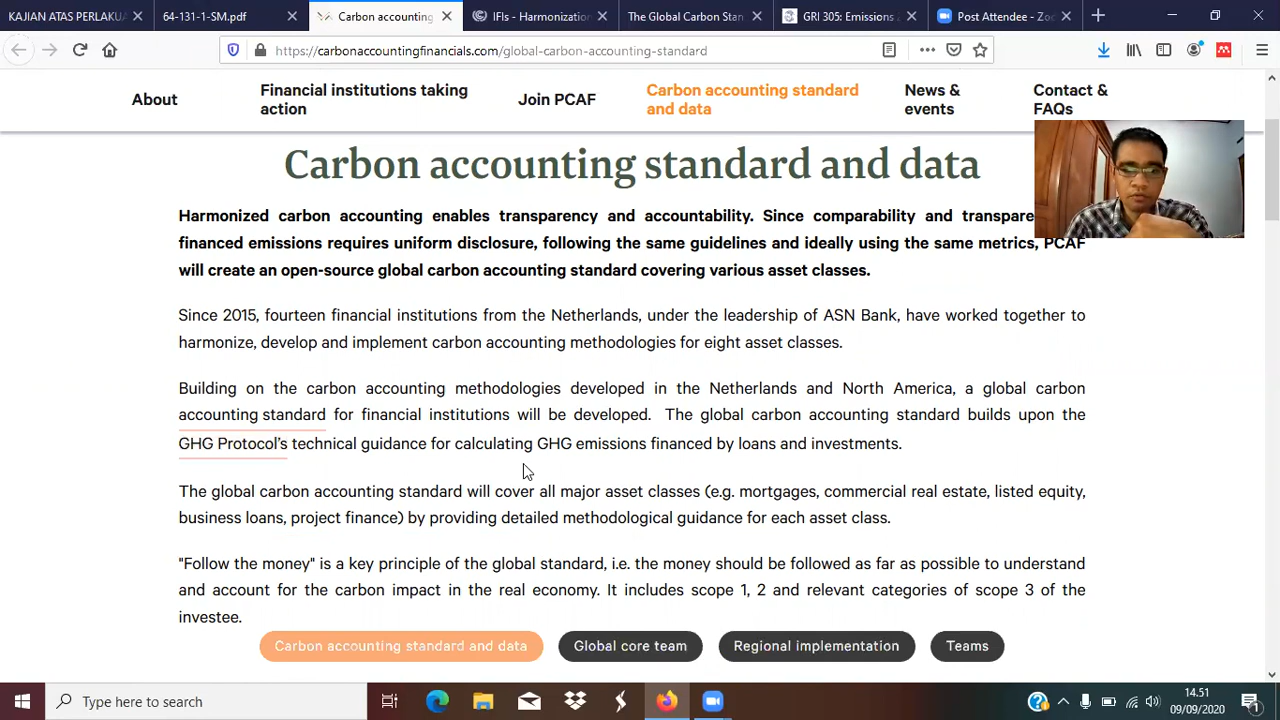 KAJIAN ATAS PERLAKUA
64-131-1-SM.pdf
Carbon accounting
IFIs - Harmonization
The Global Carbon Stan
GRI 305: Emissions
Post Attendee - Zoo
https://carbonaccountingfinancials.com/global-carbon-accounting-standard
About
Financial institutions taking
action
Join PCAF
Carbon accounting standard
and data
News &
events
Contact &
FAQs
Carbon accounting standard and data
Harmonized carbon accounting enables transparency and accountability. Since comparability and transpare
financed emissions requires uniform disclosure, following the same guidelines and ideally using the same metrics, PCAF
will create an open-source global carbon accounting standard covering various asset classes.
Since 2015, fourteen financial institutions from the Netherlands, under the leadership of ASN Bank, have worked together to
harmonize, develop and implement carbon accounting methodologies for eight asset classes.
Building on the carbon accounting methodologies developed in the Netherlands and North America, a global carbon
accounting standard for financial institutions will be developed. The global carbon accounting standard builds upon the
GHG Protocol's technical guidance for calculating GHG emissions financed by loans and investments.
The global carbon accounting standard will cover all major asset classes (e.g. mortgages, commercial real estate, listed equity,
business loans, project finance) by providing detailed methodological guidance for each asset class.
"Follow the money" is a key principle of the global standard, i.e. the money should be followed as far as possible to understand
and account for the carbon impact in the real economy. It includes scope 1, 2 and relevant categories of scope 3 of the
investee.
Carbon accounting standard and data
Global core team
Regional implementation
Teams
Type here to search
14.51
09/09/2020